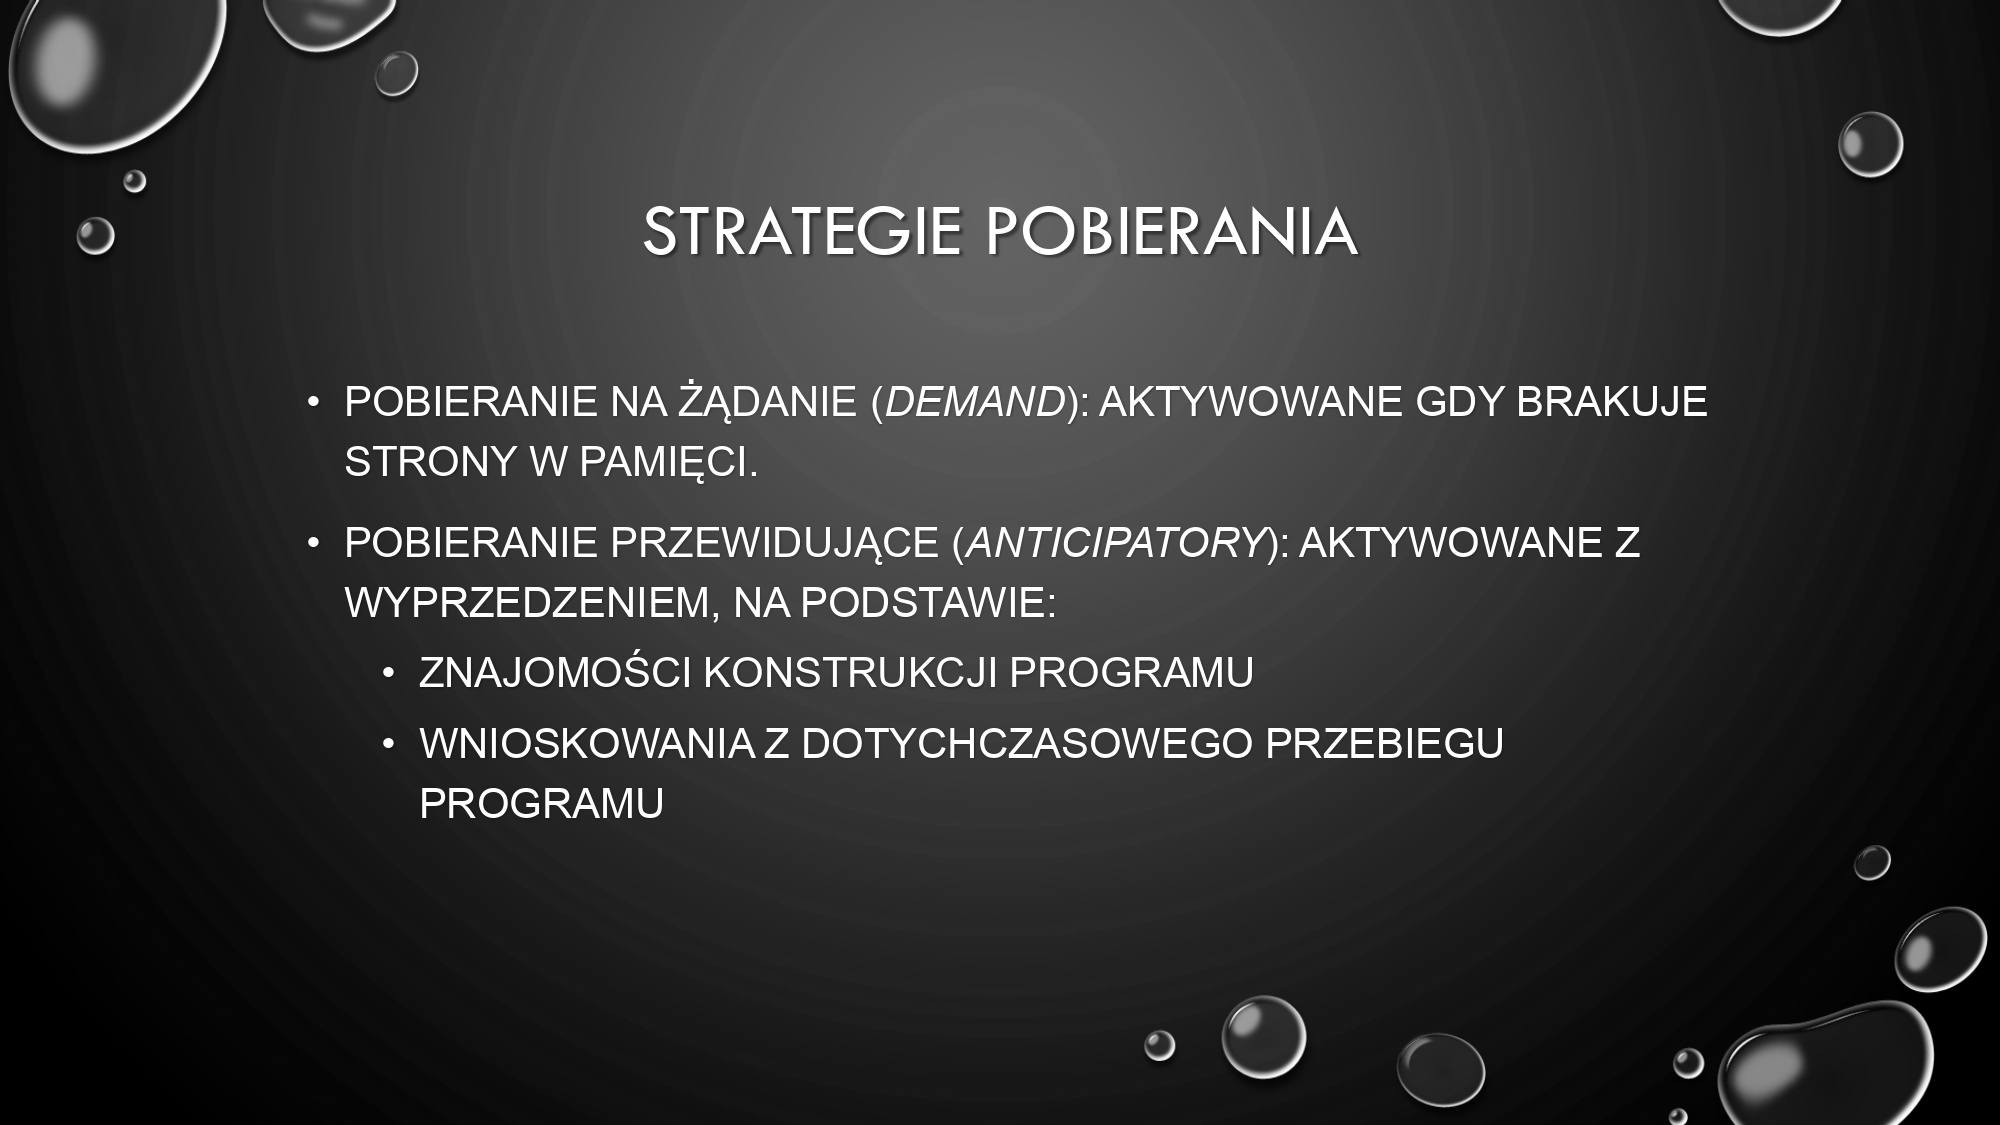 STRATEGIE POBIERANIA
• POBIERANIE NA ŻĄDANIE (DEMAND): AKTYWOWANE GDY BRAKUJE
STRONY W PAMIĘCI.
• POBIERANIE PRZEWIDUJĄCE (ANTICIPATORY): AKTYWOWANE Z
WYPRZEDZENIEM, NA PODSTAWIE:
• ZNAJOMOŚCI KONSTRUKCJI PROGRAMU
• WNIOSKOWANIA Z DOTYCHCZASOWEGO PRZEBIEGU
PROGRAMU